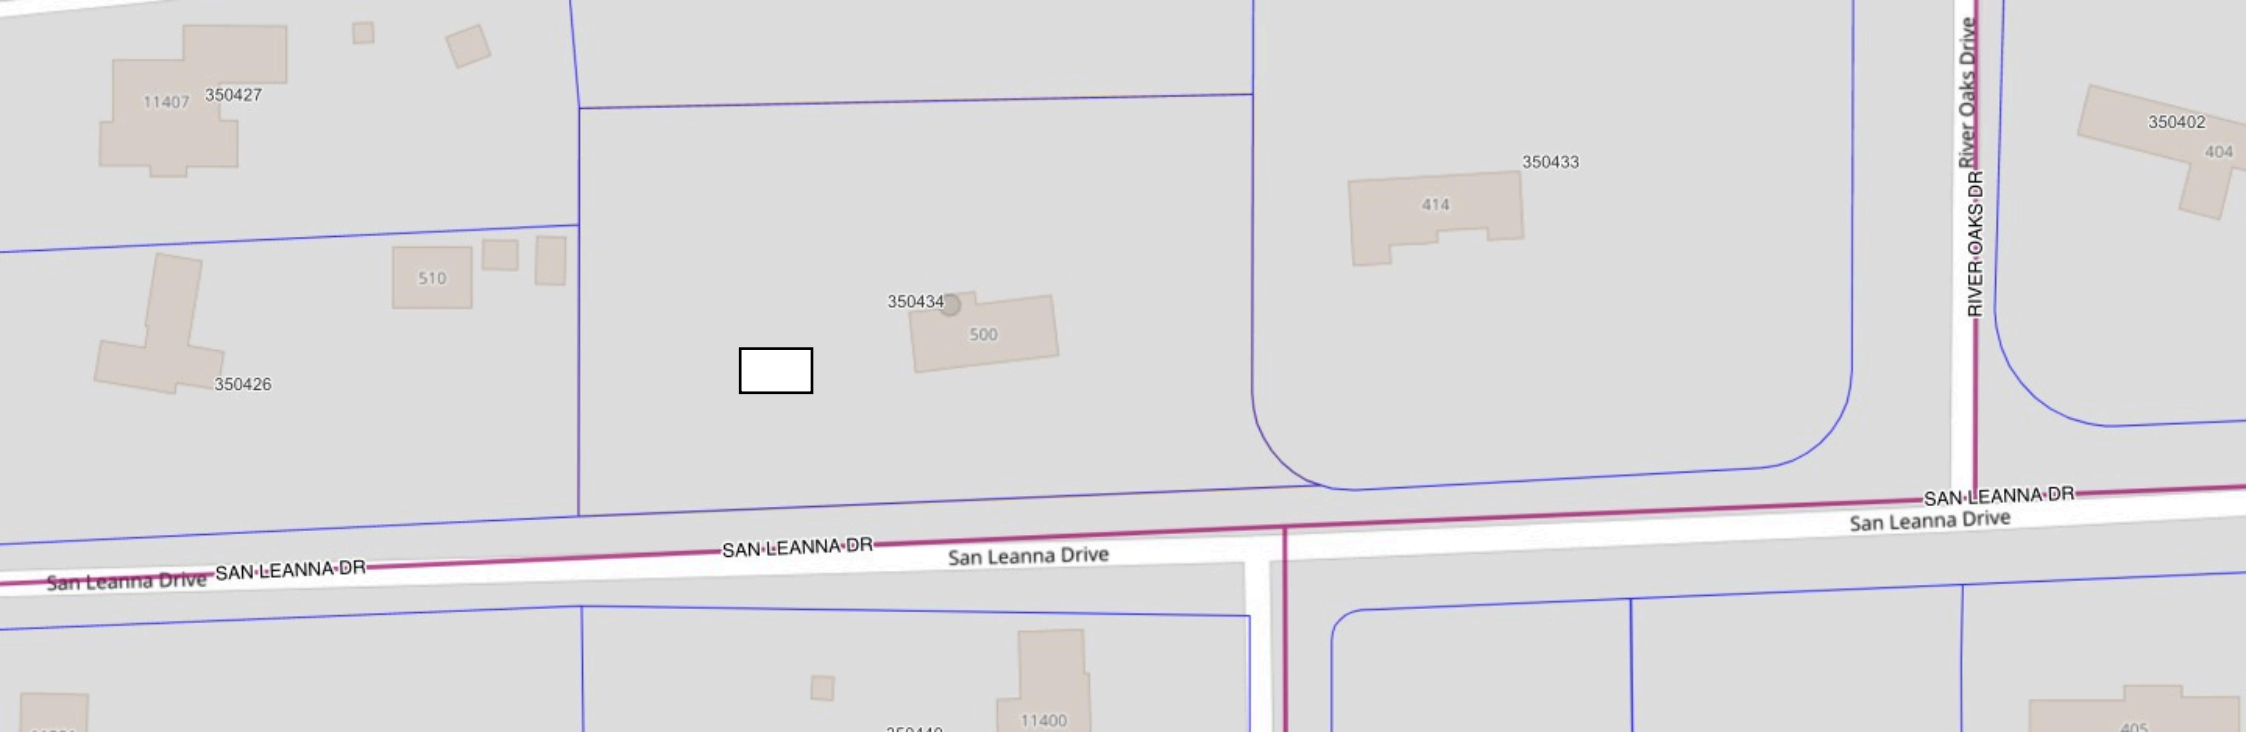 River Oaks Drive
11407
350427
350402
404
350433
414
RIVER OAKS DR
510
350434
500
350426
SAN LEANNA DR
San Leanna Drive
SAN LEANNA DR
San Leanna Drive
SAN LEANNA DR
San Leanna Drive
11400
405